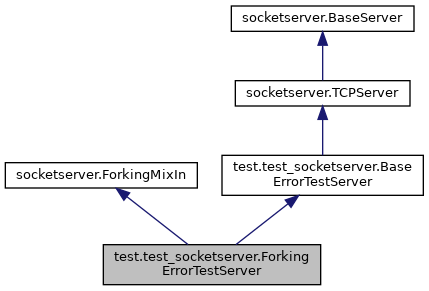 socketserver.BaseServer
socketserver.TCPServer
test.test_socketserver.Base
ErrorTestServer
socketserver.ForkingMixIn
test.test_socketserver.Forking
ErrorTestServer